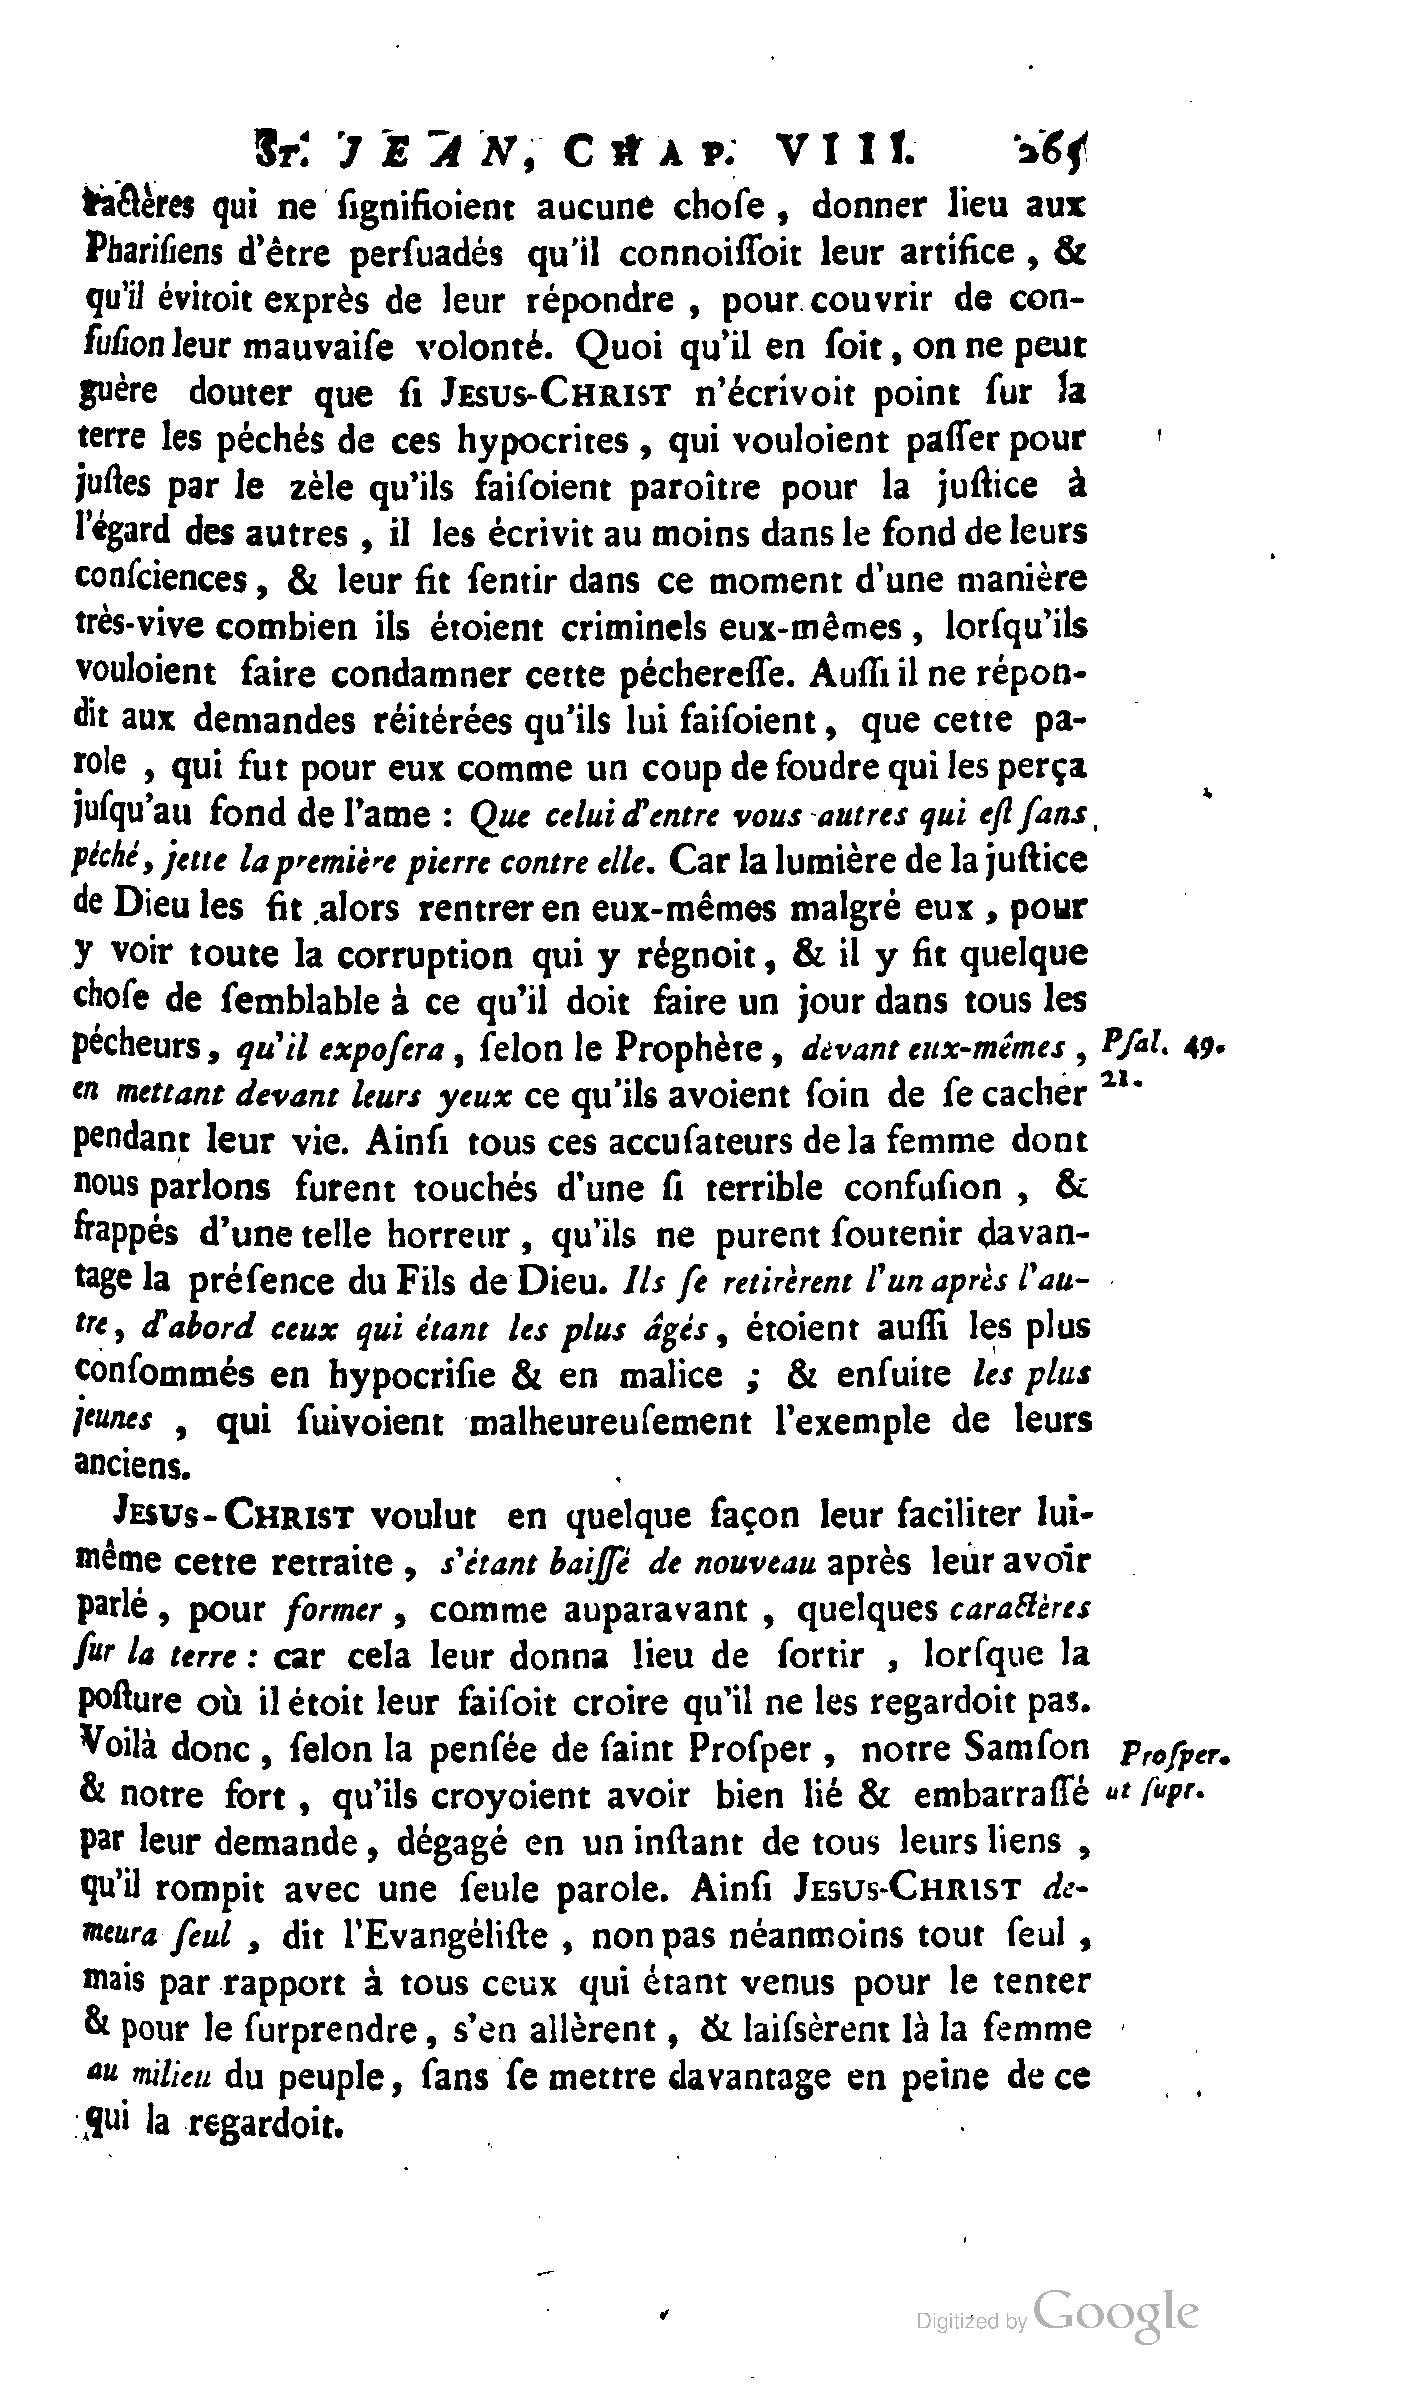 St. JEAN, CHAP. VIII. 265
ractères qui ne ſignifioient aucune choſe, donner lieu aux
Phariſiens d'être perſuadés qu'il connoiſſoit leur artifice, &
qu'il évitoit exprès de leur répondre, pour couvrir de con-
fuſion leur mauvaiſe volonté. Quoi qu'il en ſoit, on ne peut
guère douter que ſi JESUS-CHRIST n'écrivoit point ſur la
terre les péchés de ces hypocrites, qui vouloient paſſer pour
juſtes par le zèle qu'ils faiſoient paroître pour la juſtice à
l'égard des autres, il les écrivit au moins dans le fond de leurs
conſciences, & leur fit ſentir dans ce moment d'une manière
très-vive combien ils étoient criminels eux-mêmes, lorſqu'ils
vouloient faire condamner cette péchereſſe. Auſſi il ne répon-
dit aux demandes réitérées qu'ils lui faiſoient, que cette pa-
role, qui fut pour eux comme un coup de foudre qui les perça
juſqu'au fond de l'ame : Que celui d'entre vous autres qui eſt ſans
péché, jette la première pierre contre elle. Car la lumière de la juſtice
de Dieu les fit alors rentrer en eux-mêmes malgré eux, pour
y voir toute la corruption qui y régnoit, & il y fit quelque
choſe de ſemblable à ce qu'il doit faire un jour dans tous les
pécheurs, qu'il expoſera, ſelon le Prophète, devant eux-mêmes, Pſal. 49.
en mettant devant leurs yeux ce qu'ils avoient ſoin de ſe cacher 21.
pendant leur vie. Ainſi tous ces accuſateurs de la femme dont
nous parlons furent touchés d'une ſi terrible confuſion, &
frappés d'une telle horreur, qu'ils ne purent ſoutenir davan-
tage la préſence du Fils de Dieu. Ils ſe retirèrent l'un après l'au-
tre, d'abord ceux qui étant les plus âgés, étoient auſſi les plus
conſommés en hypocriſie & en malice ; & enſuite les plus
jeunes, qui ſuivoient malheureuſement l'exemple de leurs
anciens.
JESUS-CHRIST voulut en quelque façon leur faciliter lui-
même cette retraite, s'étant baiſſé de nouveau après leur avoir
parlé, pour former, comme auparavant, quelques caractères
ſur la terre : car cela leur donna lieu de ſortir, lorſque la
poſture où il étoit leur faiſoit croire qu'il ne les regardoit pas.
Voilà donc, ſelon la penſée de ſaint Proſper, notre Samſon Proſper.
& notre fort, qu'ils croyoient avoir bien lié & embarraſſé ut ſupr.
par leur demande, dégagé en un inſtant de tous leurs liens,
qu'il rompit avec une ſeule parole. Ainſi JESUS-CHRIST de-
meura ſeul, dit l'Evangéliſte, non pas néanmoins tout ſeul,
mais par rapport à tous ceux qui étant venus pour le tenter
& pour le ſurprendre, s'en allèrent, & laiſsèrent là la femme
au milieu du peuple, ſans ſe mettre davantage en peine de ce
qui la regardoit.
Digitized by Google